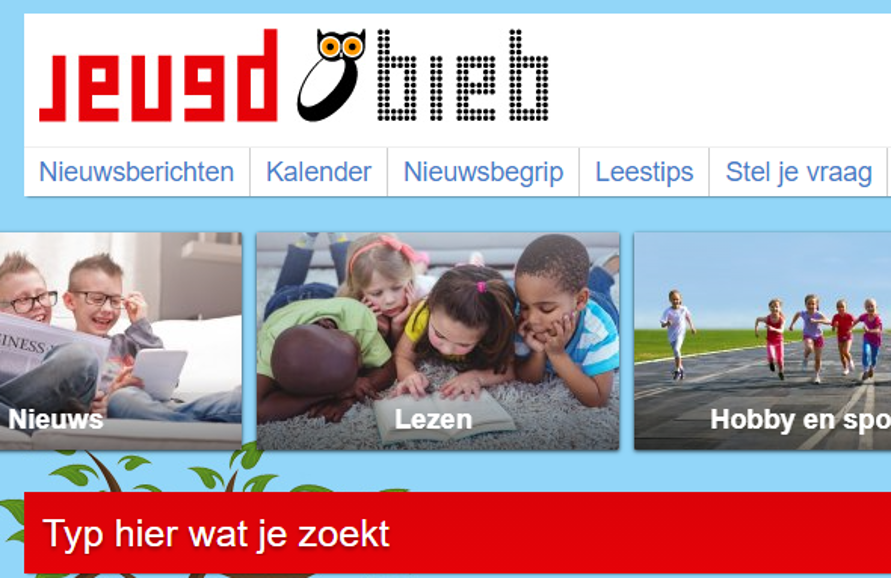 jeugd bieb
Nieuwsberichten Kalender Nieuwsbegrip Leestips Stel je vraag
INESS
Nieuws Lezen Hobby en spo
Typ hier wat je zoekt